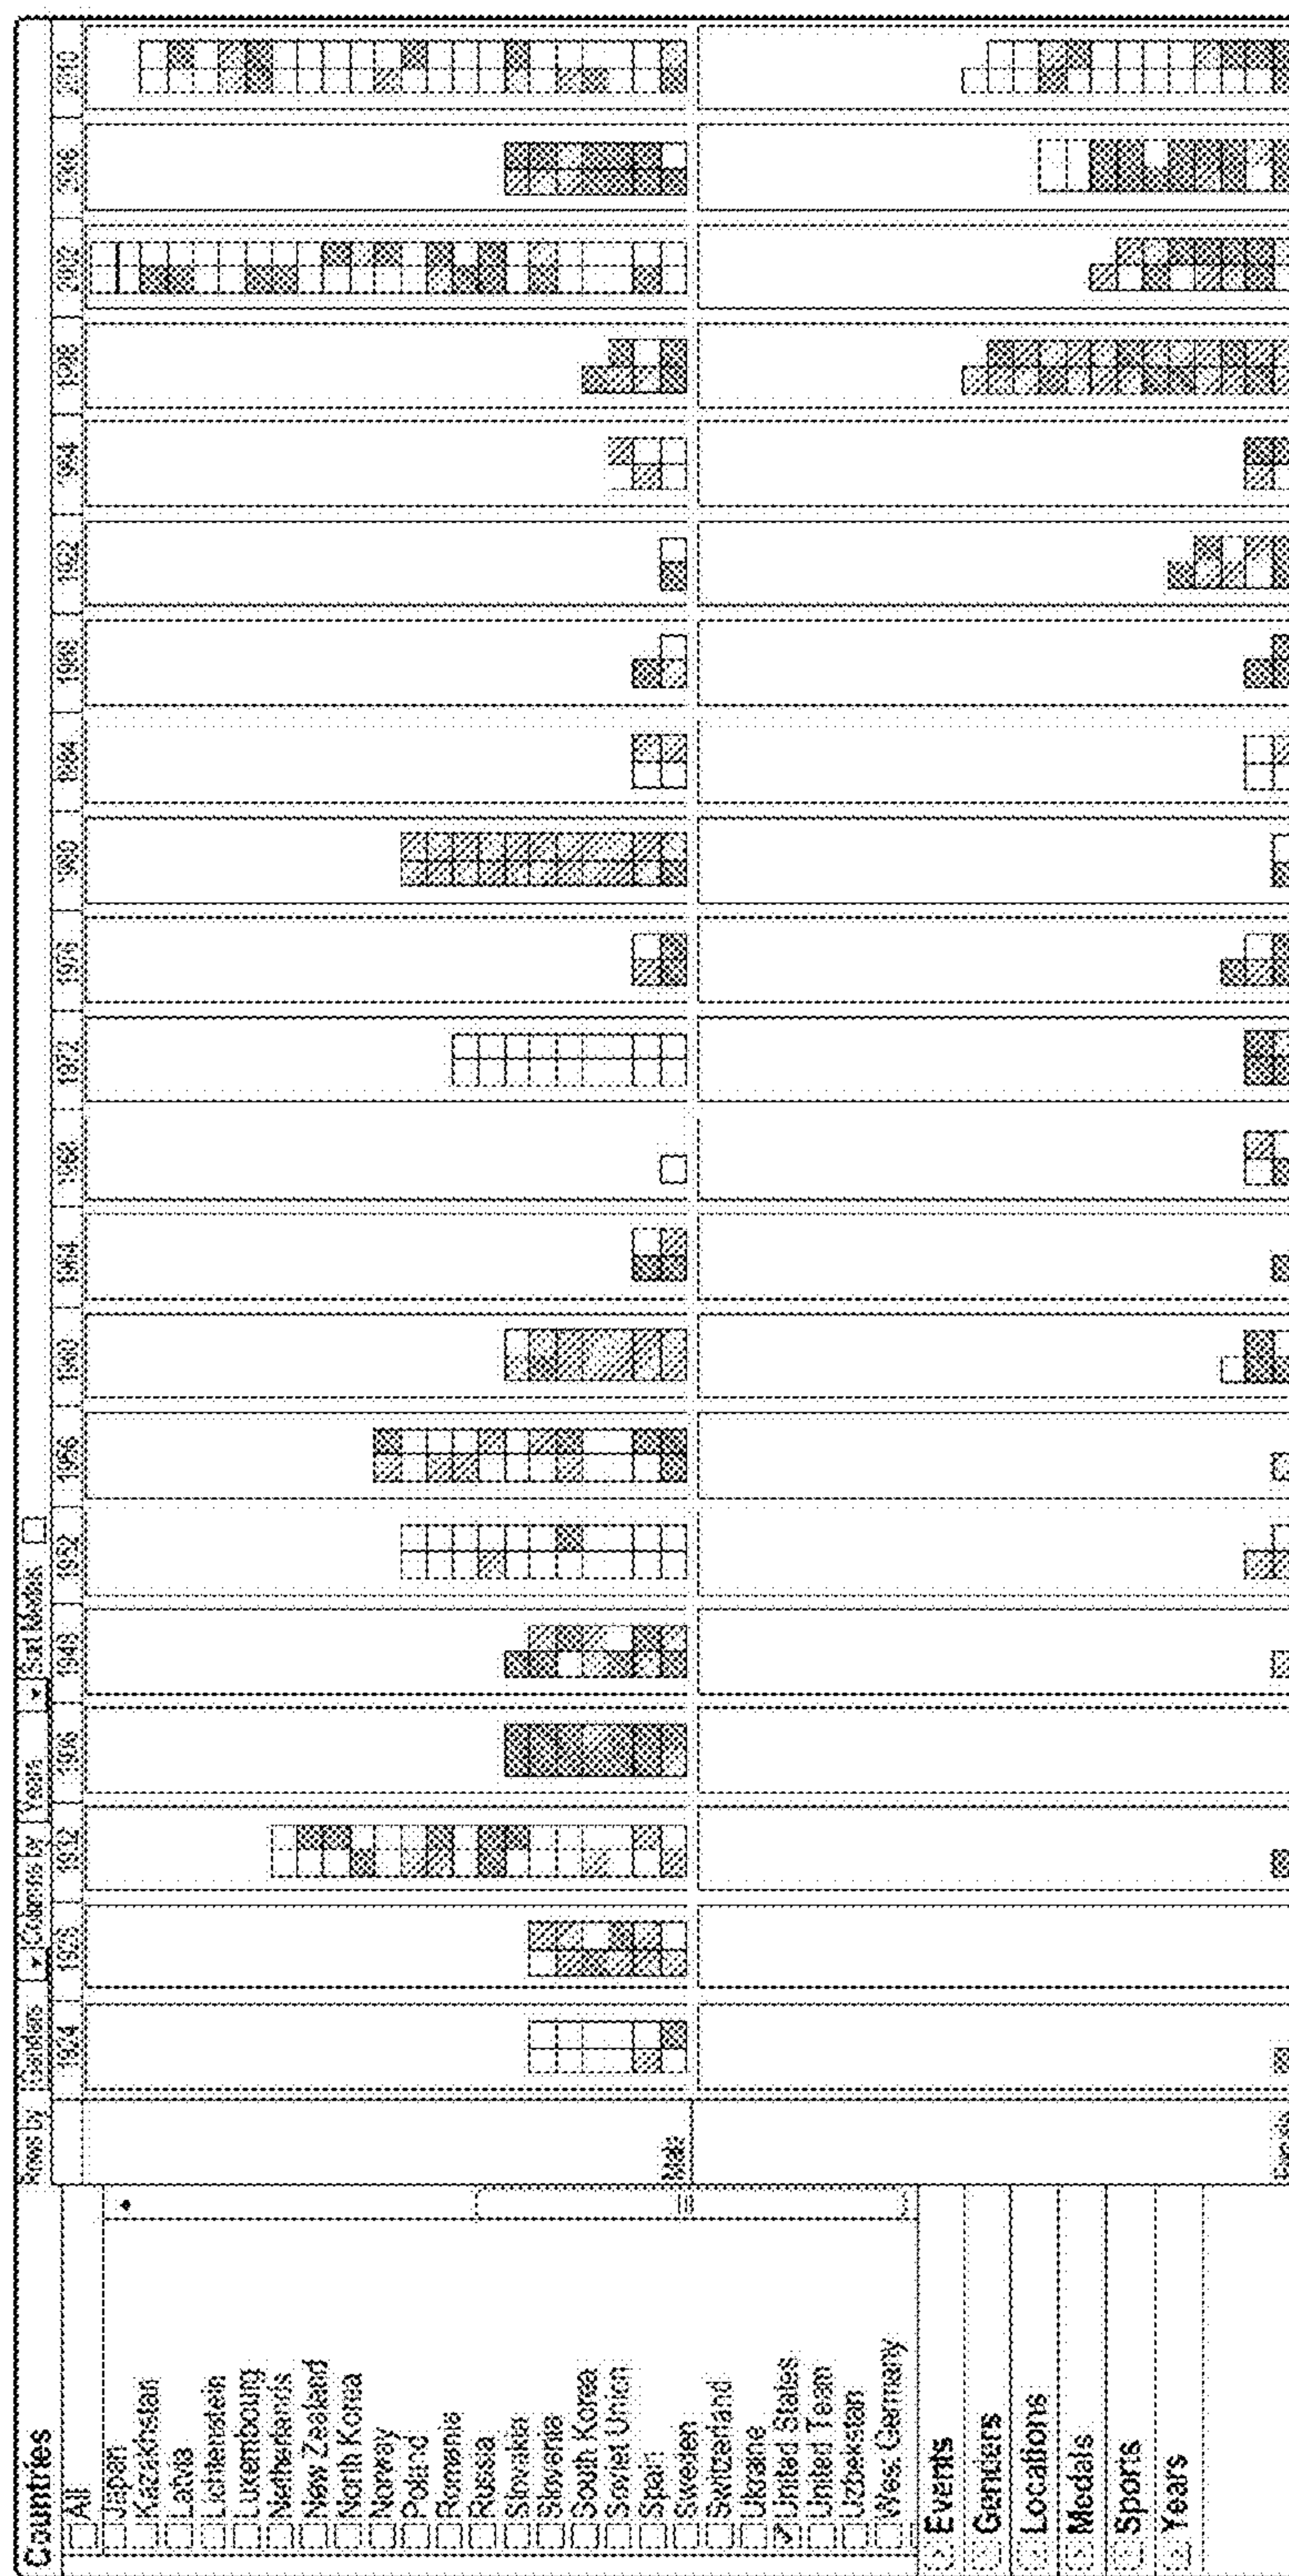 Rows by Genders Columns by Years Sort Medals
1924 1928 1932 1936 1948 1952 1956 1960 1964 1968 1972 1976 1980 1984 1988 1992 1994 1998 2002 2006 2010
Countries
All
Japan
Kazakhstan
Latvia
Lichenstein
Luxembourg
Netherlands
New Zealand
North Korea
Norway
Poland
Romania
Russia
Slovakia
Slovenia
South Korea
Soviet Union
Spain
Sweden
Switzerland
Ukraine
United States
United Team
Uzbekistan
West Germany
Events
Genders
Locations
Medals
Sports
Years
Male